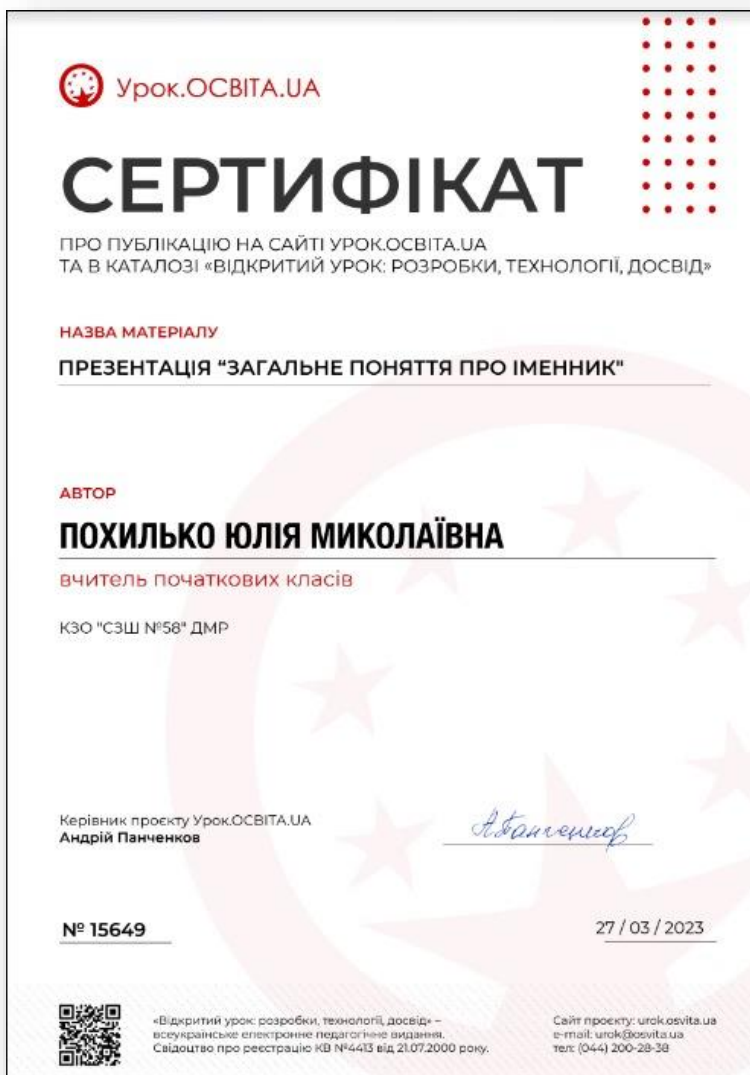 Урок.ОСВІТА.UA
СЕРТИФІКАТ
ПРО ПУБЛІКАЦІЮ НА САЙТІ УРОК.ОСВІТА.UA
ТА В КАТАЛОЗІ «ВІДКРИТИЙ УРОК: РОЗРОБКИ, ТЕХНОЛОГІЇ, ДОСВІД»
НАЗВА МАТЕРІАЛУ
ПРЕЗЕНТАЦІЯ “ЗАГАЛЬНЕ ПОНЯТТЯ ПРО ІМЕННИК"
АВТОР
ПОХИЛЬКО ЮЛІЯ МИКОЛАЇВНА
вчитель початкових класів
КЗО "СЗШ №58" ДМР
Керівник проєкту Урок.ОСВІТА.UA
Андрій Панченков
№ 15649
27 / 03 / 2023
«Відкритий урок: розробки, технології, досвід» –
всеукраїнське електронне педагогічне видання.
Свідоцтво про реєстрацію КВ №4413 від 21.07.2000 року.
Сайт проєкту: urok.osvita.ua
e-mail: urok@osvita.ua
тел: (044) 200-28-38